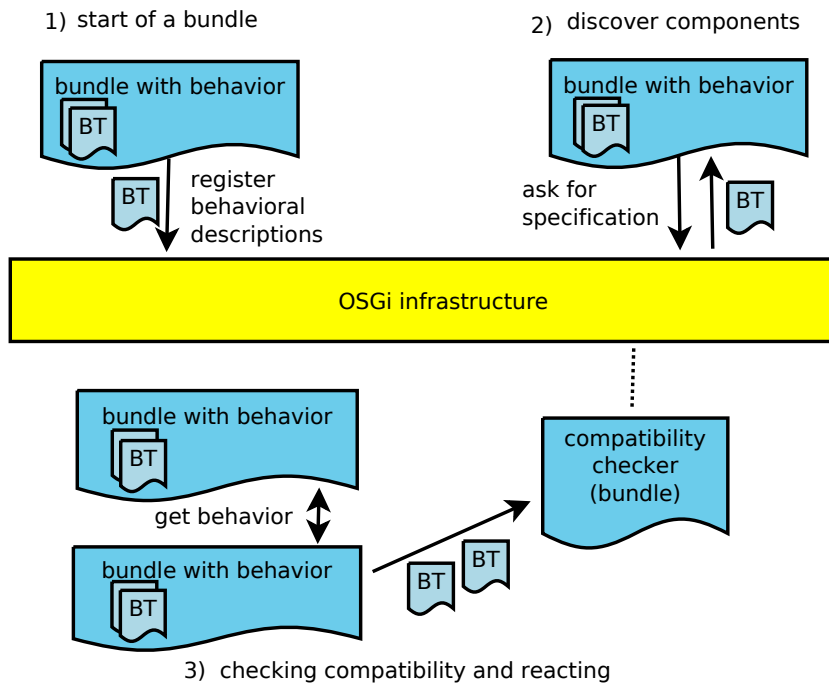 1) start of a bundle
bundle with behavior
BT
BT
register
behavioral
descriptions
2) discover components
bundle with behavior
BT
ask for
specification
BT
OSGi infrastructure
bundle with behavior
BT
get behavior
bundle with behavior
BT
BT
BT
compatibility
checker
(bundle)
3) checking compatibility and reacting